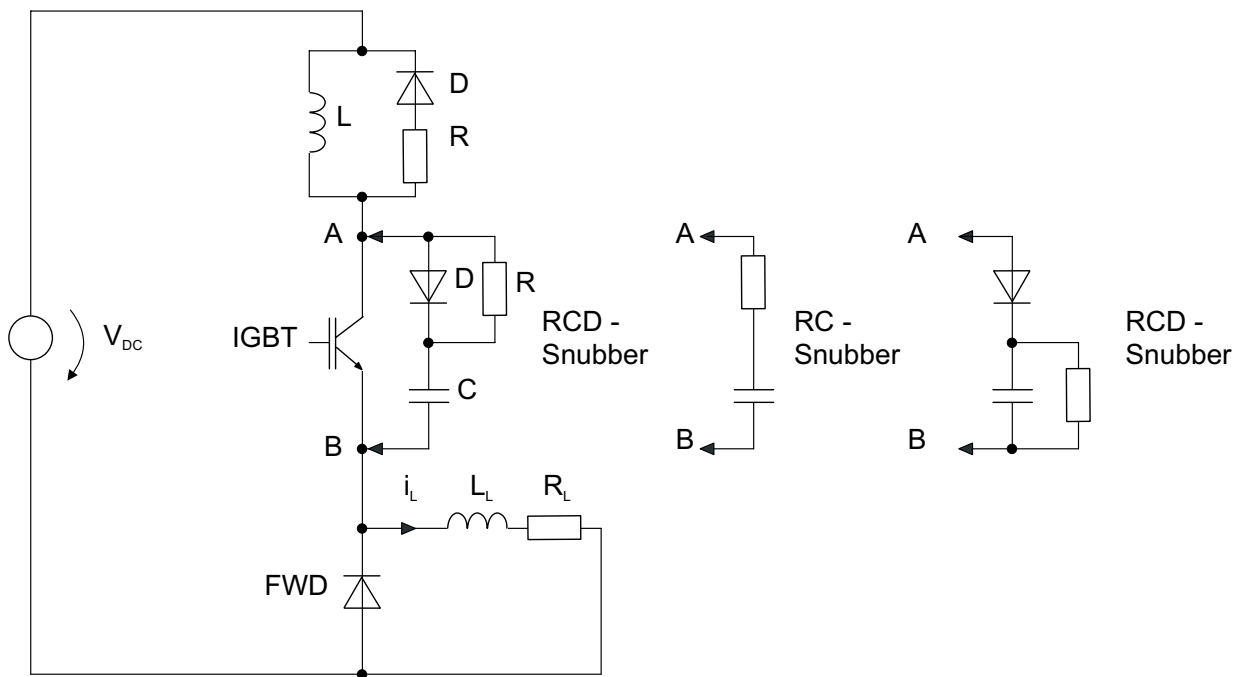 D
L
R
A
D
R
V_DC
IGBT
RCD -
Snubber
C
B
i_L
L_L
R_L
FWD
A
RC -
Snubber
B
A
RCD -
Snubber
B